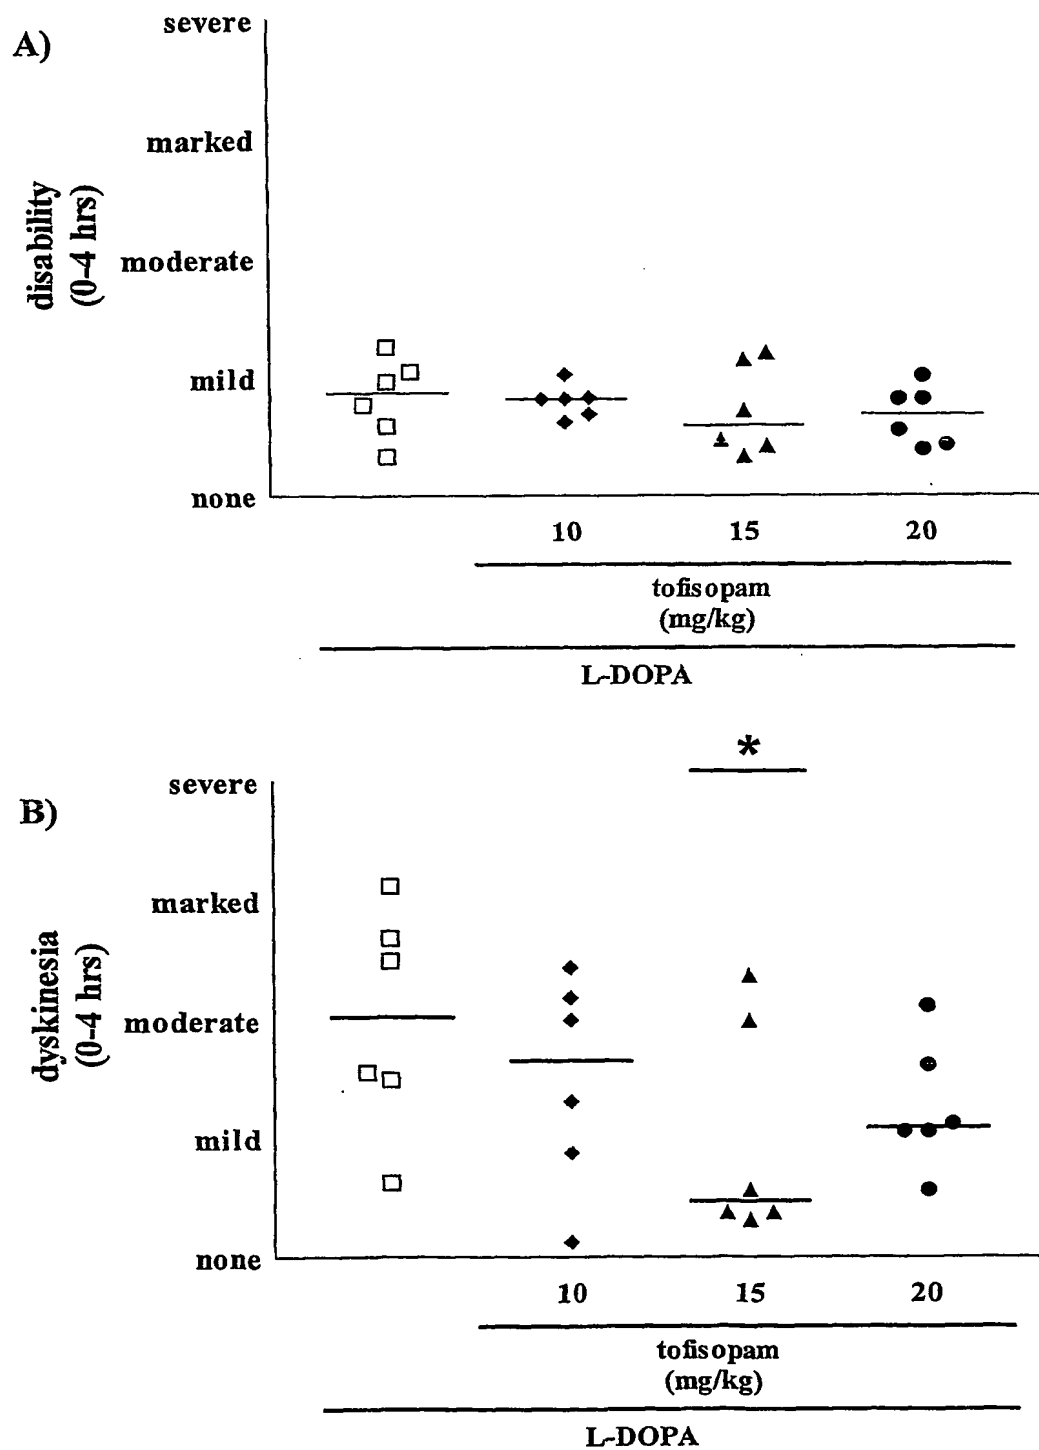 A)
severe
marked
moderate
mild
none
disability
(0-4 hrs)
10 15 20
tofisopam
(mg/kg)
L-DOPA
*
B)
severe
marked
moderate
mild
none
dyskinesia
(0-4 hrs)
10 15 20
tofisopam
(mg/kg)
L-DOPA